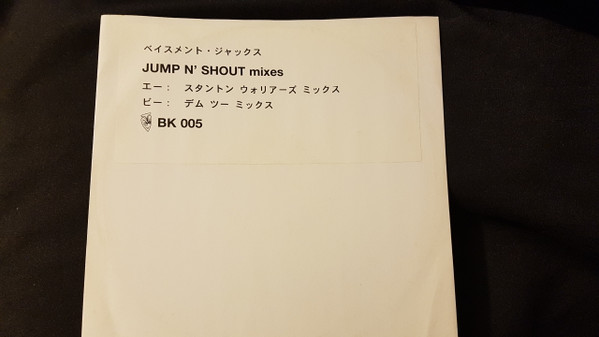 ベイスメント・ジャックス
JUMP N' SHOUT mixes
エー： スタントン ウォリアーズ ミックス
ビー： デム ツー ミックス
BK 005